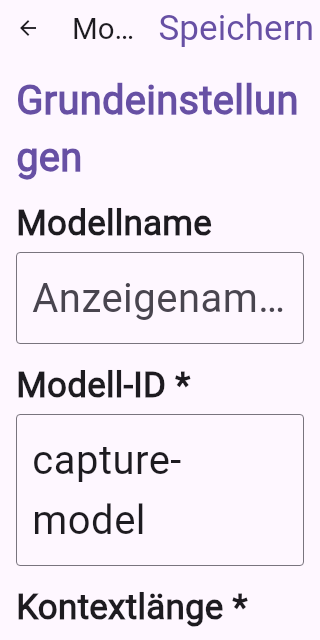 ← Mo… Speichern
Grundeinstellun
gen
Modellname
Anzeigenam…
Modell-ID *
capture-
model
Kontextlänge *